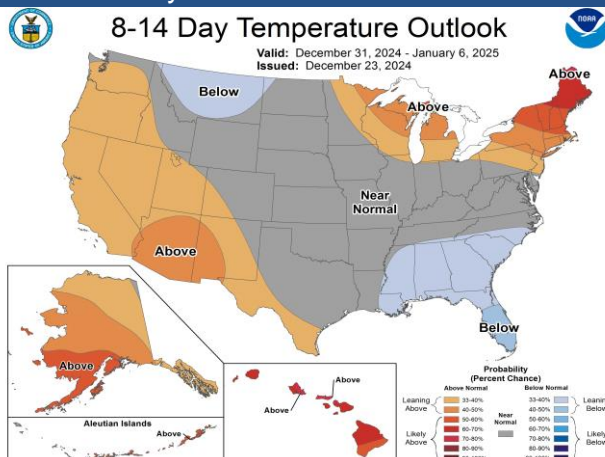 8-14 Day Temperature Outlook
NOAA
Valid: December 31, 2024 - January 6, 2025
Issued: December 23, 2024
Above
Below
Above
Near
Normal
Above
Below
Above
Above
Above
Aleutian Islands
Above
Probability
(Percent Chance)
Above Normal
Below Normal
Leaning
Above
33-40%
40-50%
Likely
Above
50-60%
60-70%
70-80%
80-90%
Near
Normal
33-40%
40-50%
Leaning
Below
50-60%
60-70%
70-80%
80-90%
Likely
Below